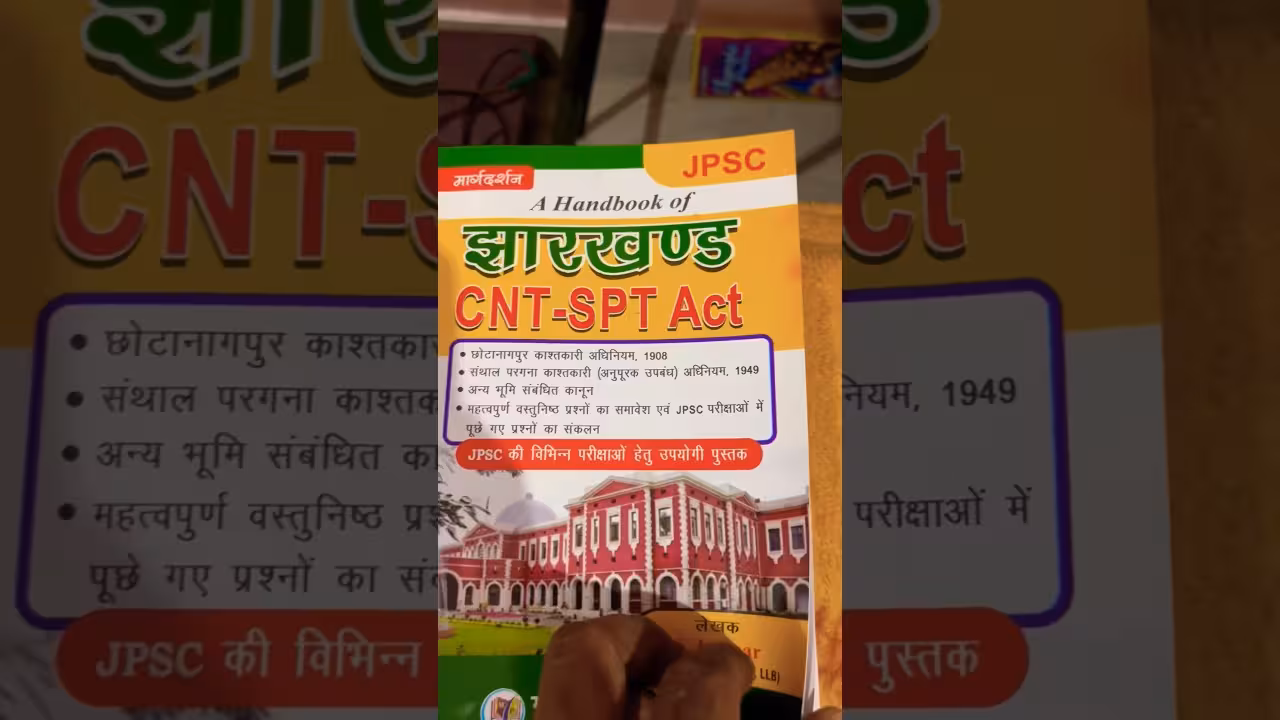 JPSC
मार्गदर्शन
A Handbook of
झारखण्ड
CNT-SPT Act
• छोटानागपुर काश्तकारी अधिनियम, 1908
• संथाल परगना काश्तकारी (अनुपूरक उपबंध) अधिनियम, 1949
• अन्य भूमि संबंधित कानून
• महत्वपुर्ण वस्तुनिष्ठ प्रश्नों का समावेश एवं JPSC परीक्षाओं में
पूछे गए प्रश्नों का संकलन
JPSC की विभिन्न परीक्षाओं हेतु उपयोगी पुस्तक
लेखक
LLB)